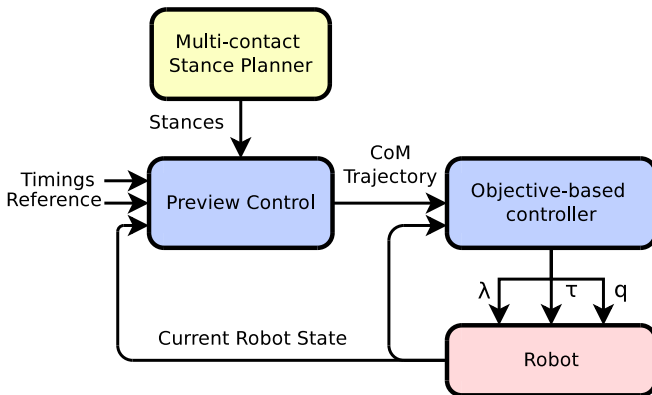 Multi-contact
Stance Planner
Stances
Timings
Reference
Preview Control
CoM
Trajectory
Objective-based
controller
λ
τ
q
Current Robot State
Robot